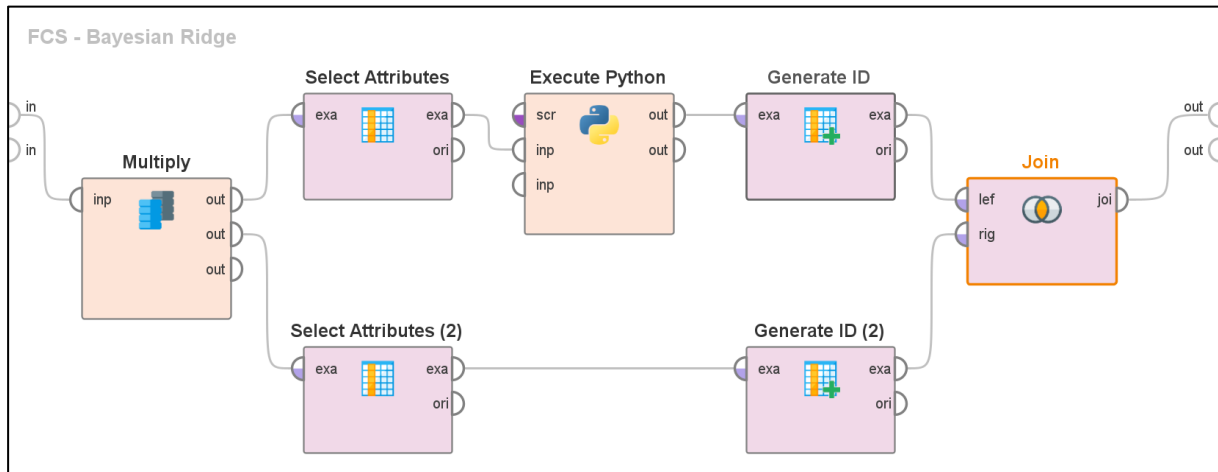 FCS - Bayesian Ridge
in
in
Multiply
inp
out
out
out
Select Attributes
exa
exa
ori
Execute Python
scr
inp
inp
out
out
Generate ID
exa
exa
ori
Select Attributes (2)
exa
exa
ori
Generate ID (2)
exa
exa
ori
Join
lef
rig
joi
out
out